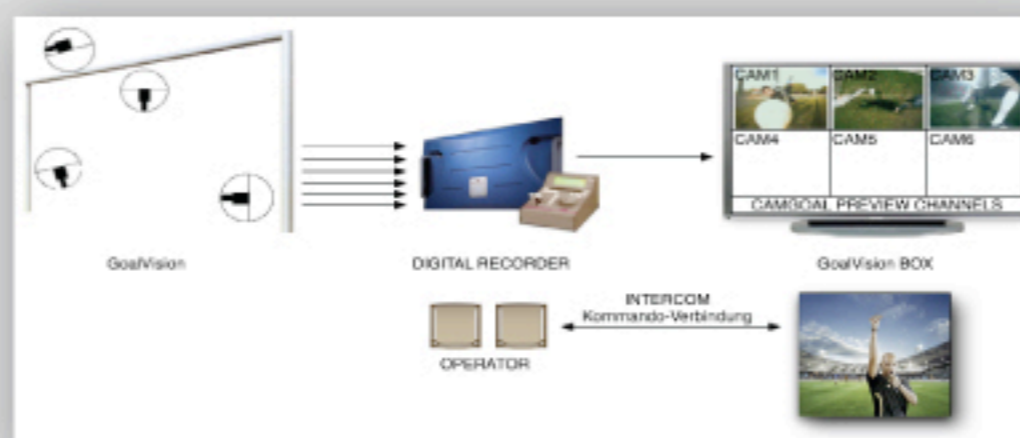 CAM1 CAM2 CAM3
CAM4 CAM5 CAM6
CAMGOAL PREVIEW CHANNELS
GoalVision
DIGITAL RECORDER
GoalVision BOX
INTERCOM
Kommando-Verbindung
OPERATOR